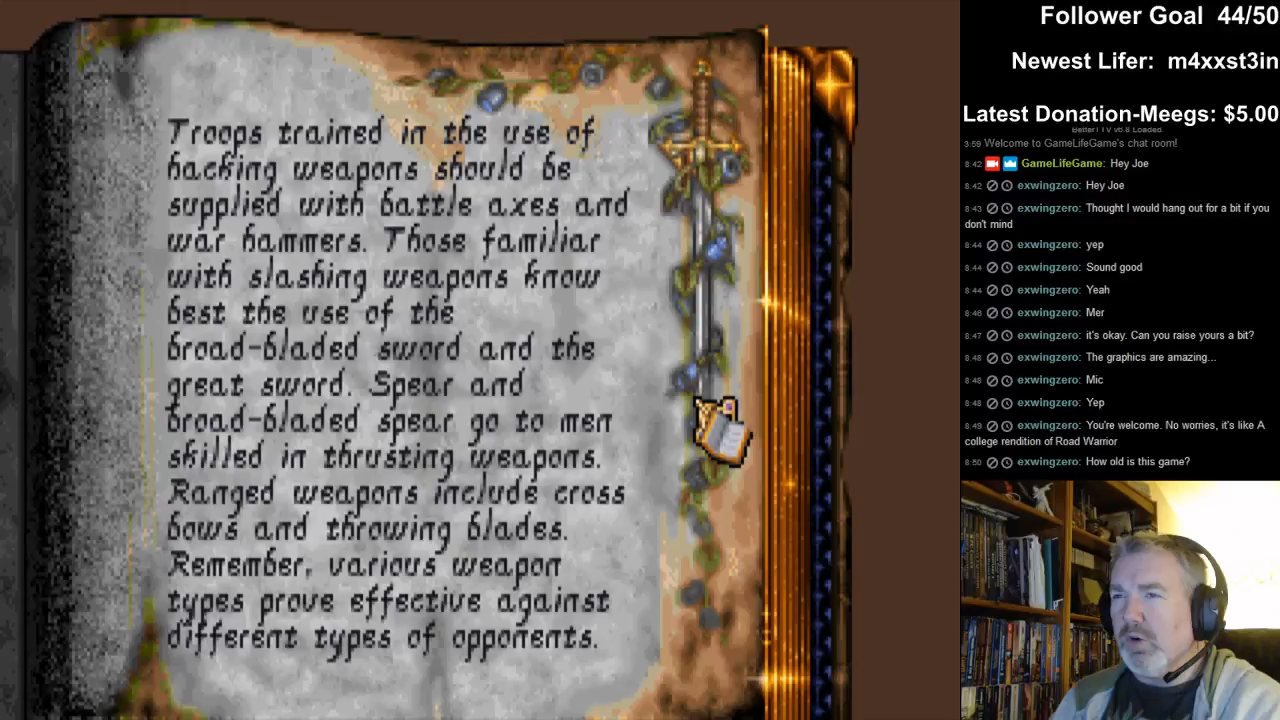 Troops trained in the use of
hacking weapons should be
supplied with battle axes and
war hammers. Those familiar
with slashing weapons know
best the use of the
broad-bladed sword and the
great sword. Spear and
broad-bladed spear go to men
skilled in thrusting weapons.
Ranged weapons include cross
bows and throwing blades.
Remember, various weapon
types prove effective against
different types of opponents.
Follower Goal 44/50
Newest Lifer: m4xxst3in
Latest Donation-Meegs: $5.00
BetterTTV v6.8 Loaded.
3:59 Welcome to GameLifeGame's chat room!
8:42 GameLifeGame: Hey Joe
8:42 exwingzero: Hey Joe
8:43 exwingzero: Thought I would hang out for a bit if you
don't mind
8:44 exwingzero: yep
8:44 exwingzero: Sound good
8:44 exwingzero: Yeah
8:46 exwingzero: Mer
8:47 exwingzero: it's okay. Can you raise yours a bit?
8:48 exwingzero: The graphics are amazing...
8:48 exwingzero: Mic
8:48 exwingzero: Yep
8:49 exwingzero: You're welcome. No worries, it's like A
college rendition of Road Warrior
8:50 exwingzero: How old is this game?